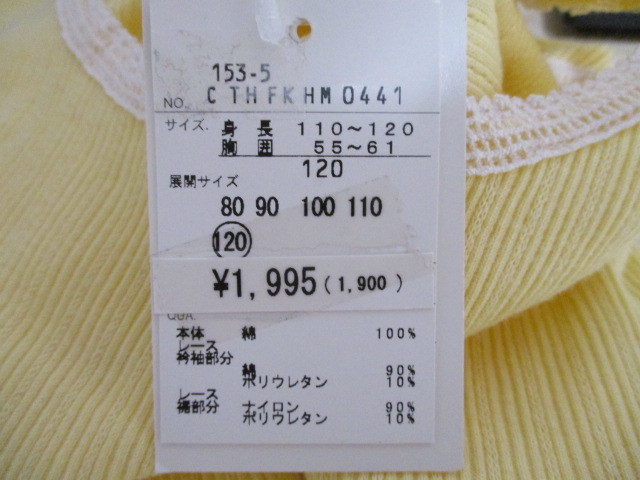 153-5
NO. CTHFKHM0441
サイズ. 身長 110～120
胸囲 55～61
120
展開サイズ
80 90 100 110
120
¥1,995(1,900)
QUA.
本体 綿 100%
レース
衿袖部分
綿 90%
ポリウレタン 10%
レース
裾部分 ナイロン 90%
ポリウレタン 10%